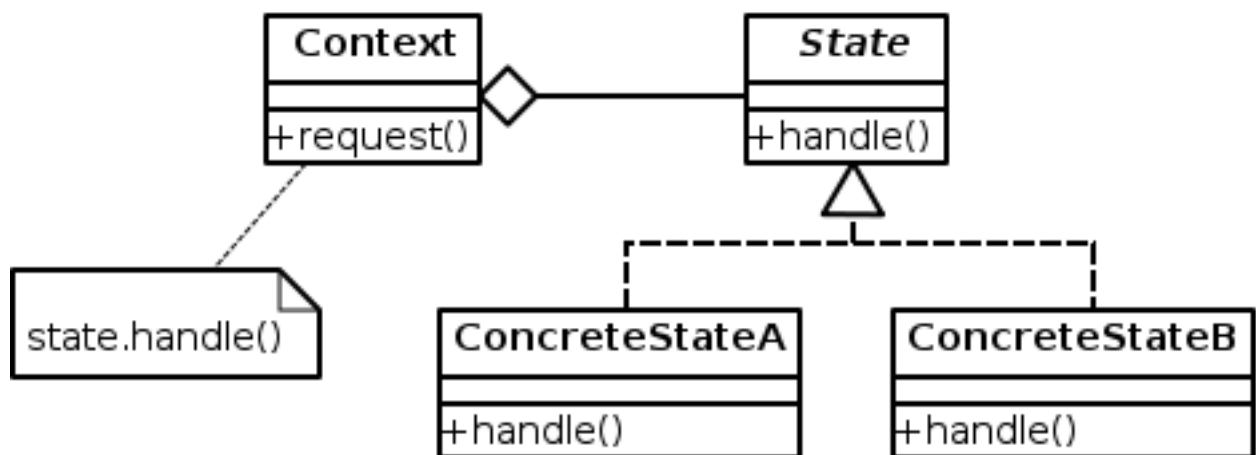 Context
+request()
State
+handle()
state.handle()
ConcreteStateA
+handle()
ConcreteStateB
+handle()